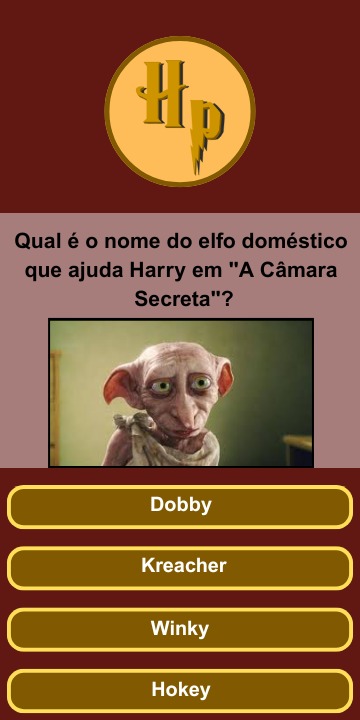 HP
Qual é o nome do elfo doméstico
que ajuda Harry em "A Câmara
Secreta"?
Dobby
Kreacher
Winky
Hokey